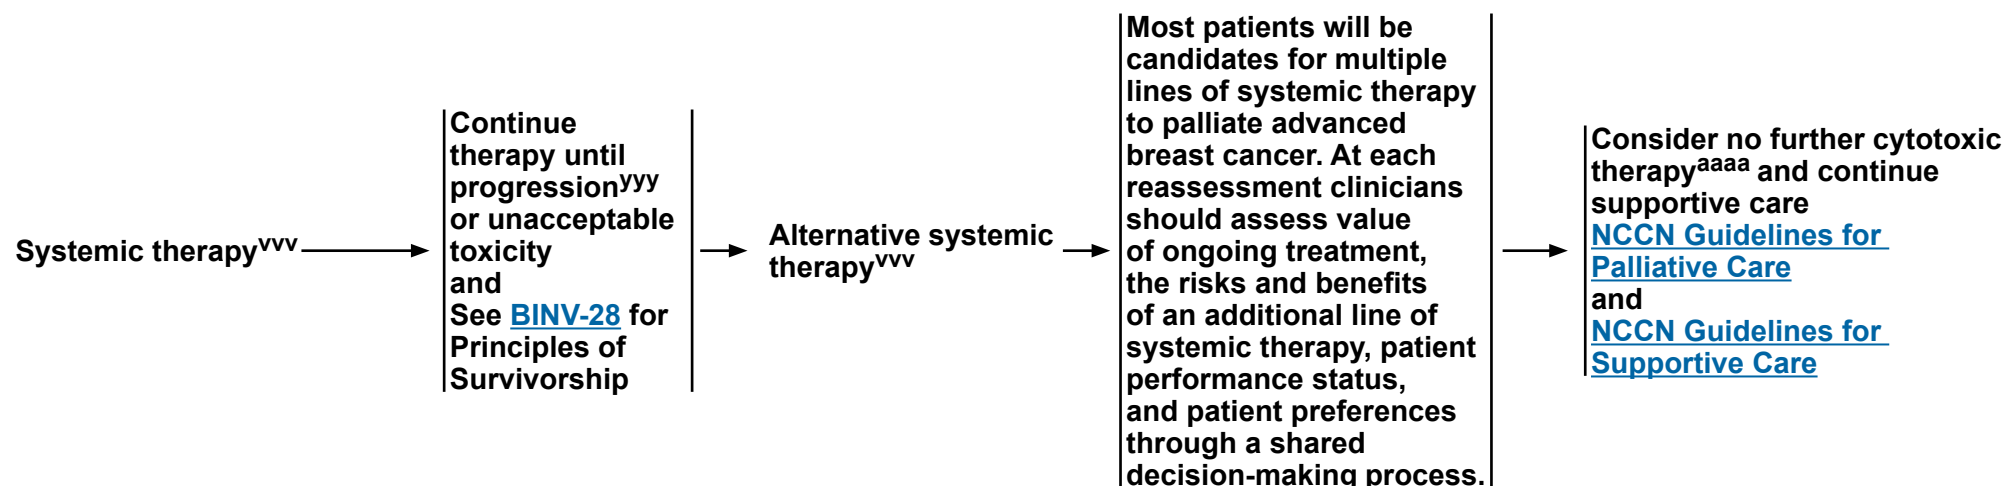 Systemic therapyvvv
Continue
therapy until
progressionyyy
or unacceptable
toxicity
and
See BINV-28 for
Principles of
Survivorship
Alternative systemic
therapyvvv
Most patients will be
candidates for multiple
lines of systemic therapy
to palliate advanced
breast cancer. At each
reassessment clinicians
should assess value
of ongoing treatment,
the risks and benefits
of an additional line of
systemic therapy, patient
performance status,
and patient preferences
through a shared
decision-making process.
Consider no further cytotoxic
therapyaaaa and continue
supportive care
NCCN Guidelines for
Palliative Care
and
NCCN Guidelines for
Supportive Care